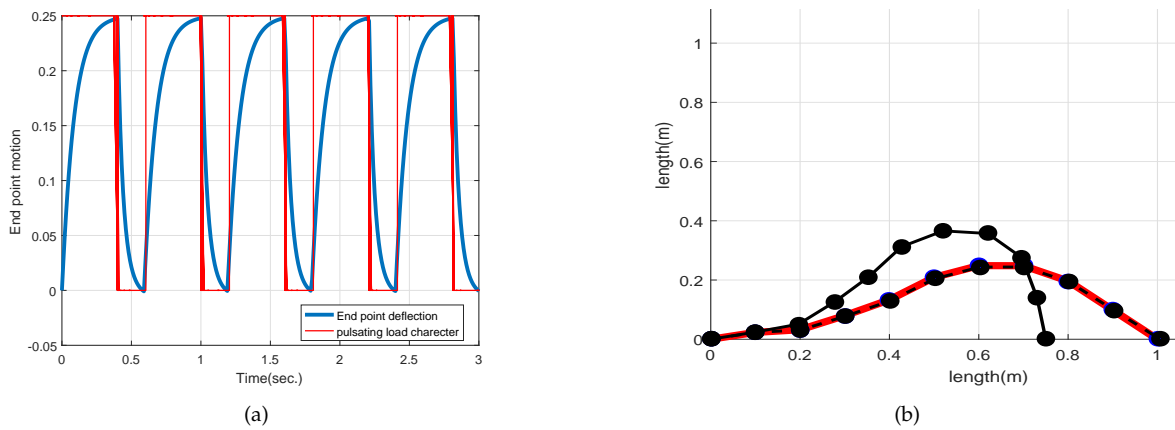 0.25
0.2
0.15
0.1
0.05
0
-0.05
End point motion
End point deflection
pulsating load charecter
0 0.5 1 1.5 2 2.5 3
Time(sec.)
(a)
1
0.8
0.6
0.4
0.2
0
length(m)
0 0.2 0.4 0.6 0.8 1
length(m)
(b)